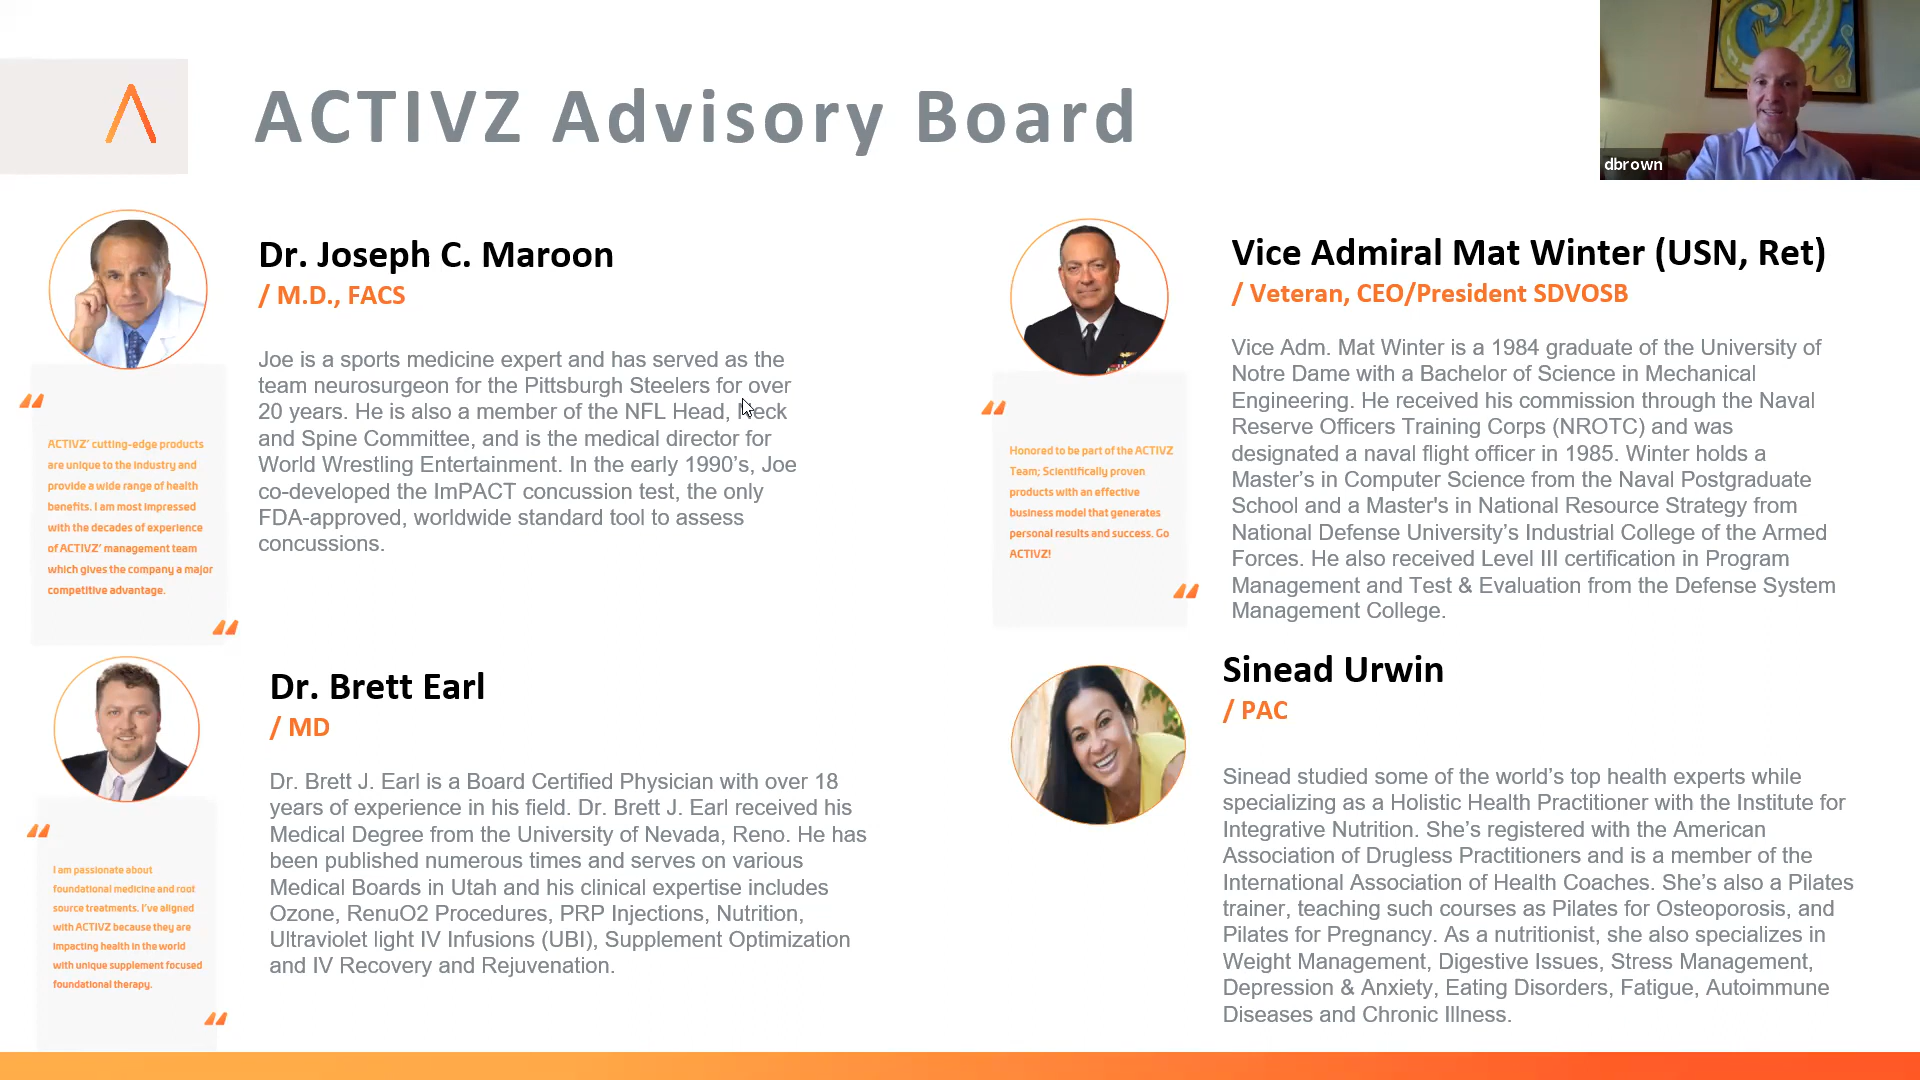 ACTIVZ Advisory Board
dbrown
Dr. Joseph C. Maroon
/ M.D., FACS
Joe is a sports medicine expert and has served as the
team neurosurgeon for the Pittsburgh Steelers for over
20 years. He is also a member of the NFL Head, Neck
and Spine Committee, and is the medical director for
World Wrestling Entertainment. In the early 1990’s, Joe
co-developed the ImPACT concussion test, the only
FDA-approved, worldwide standard tool to assess
concussions.
ACTIVZ’ cutting-edge products
are unique to the industry and
provide a wide range of health
benefits. I am most impressed
with the decades of experience
of ACTIVZ’ management team
which gives the company a major
competitive advantage.
Vice Admiral Mat Winter (USN, Ret)
/ Veteran, CEO/President SDVOSB
Vice Adm. Mat Winter is a 1984 graduate of the University of
Notre Dame with a Bachelor of Science in Mechanical
Engineering. He received his commission through the Naval
Reserve Officers Training Corps (NROTC) and was
designated a naval flight officer in 1985. Winter holds a
Master’s in Computer Science from the Naval Postgraduate
School and a Master's in National Resource Strategy from
National Defense University’s Industrial College of the Armed
Forces. He also received Level III certification in Program
Management and Test & Evaluation from the Defense System
Management College.
Honored to be part of the ACTIVZ
Team; Scientifically proven
products with an effective
business model that generates
personal results and success. Go
ACTIVZ!
Dr. Brett Earl
/ MD
Dr. Brett J. Earl is a Board Certified Physician with over 18
years of experience in his field. Dr. Brett J. Earl received his
Medical Degree from the University of Nevada, Reno. He has
been published numerous times and serves on various
Medical Boards in Utah and his clinical expertise includes
Ozone, RenuO2 Procedures, PRP Injections, Nutrition,
Ultraviolet light IV Infusions (UBI), Supplement Optimization
and IV Recovery and Rejuvenation.
I am passionate about
foundational medicine and root
source treatments. I’ve aligned
with ACTIVZ because they are
impacting health in the world
with unique supplement focused
foundational therapy.
Sinead Urwin
/ PAC
Sinead studied some of the world’s top health experts while
specializing as a Holistic Health Practitioner with the Institute for
Integrative Nutrition. She’s registered with the American
Association of Drugless Practitioners and is a member of the
International Association of Health Coaches. She’s also a Pilates
trainer, teaching such courses as Pilates for Osteoporosis, and
Pilates for Pregnancy. As a nutritionist, she also specializes in
Weight Management, Digestive Issues, Stress Management,
Depression & Anxiety, Eating Disorders, Fatigue, Autoimmune
Diseases and Chronic Illness.